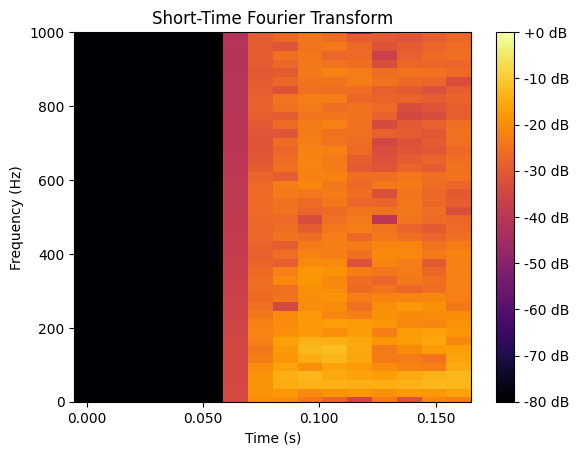 Short-Time Fourier Transform
1000
800
600
400
200
0
Frequency (Hz)
0.000
0.050
0.100
0.150
Time (s)
+0 dB
-10 dB
-20 dB
-30 dB
-40 dB
-50 dB
-60 dB
-70 dB
-80 dB